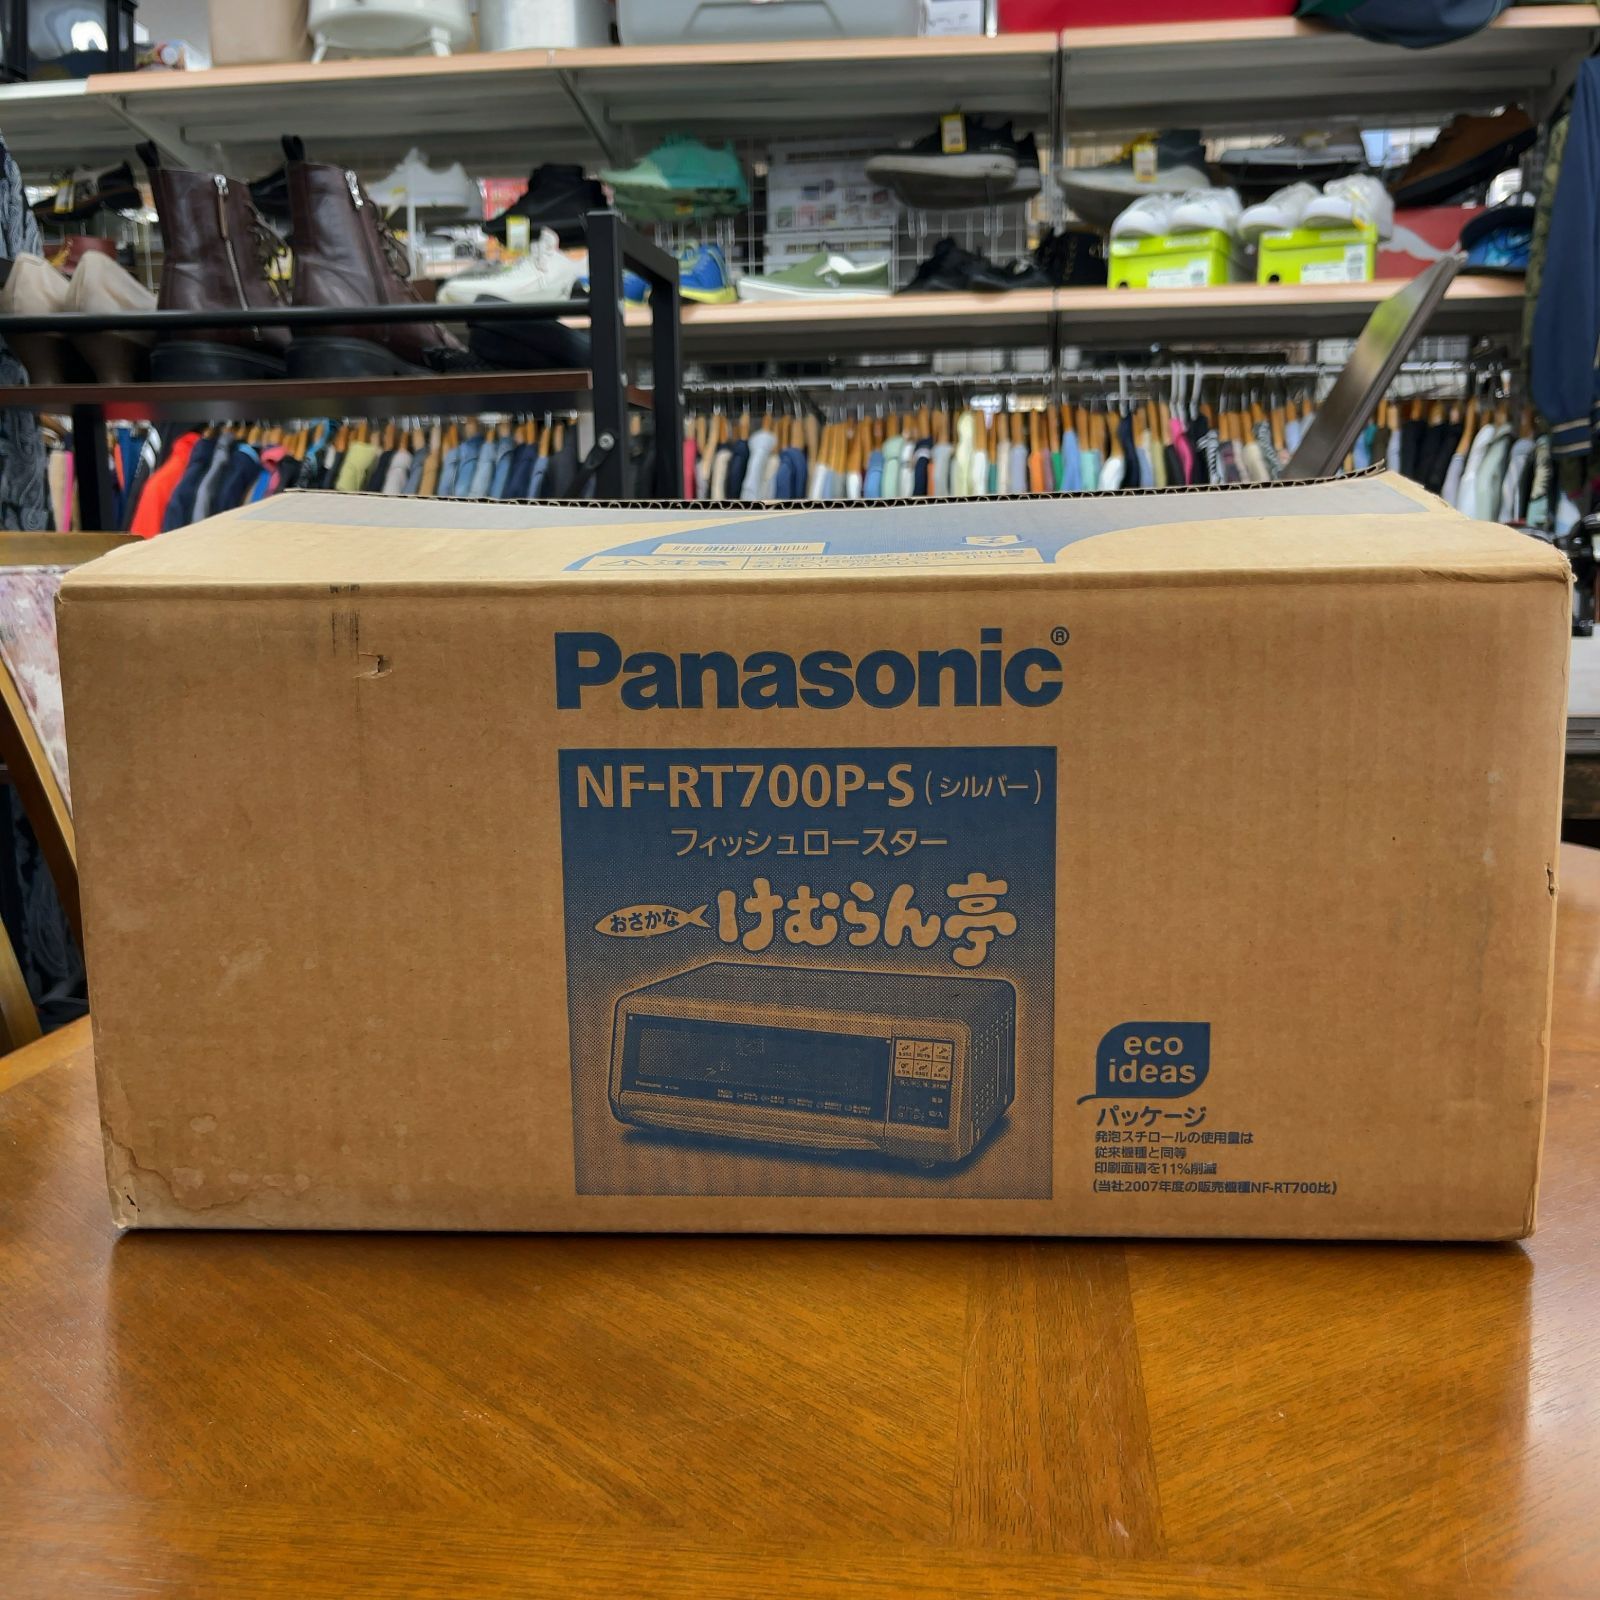 ⚠注意
Panasonic®
NF-RT700P-S(シルバー)
フィッシュロースター
おさかな けむらん亭
Panasonic
eco
ideas
パッケージ
発泡スチロールの使用量は
従来機種と同等
印刷面積を11%削減
(当社2007年度の販売機種NF-RT700比)